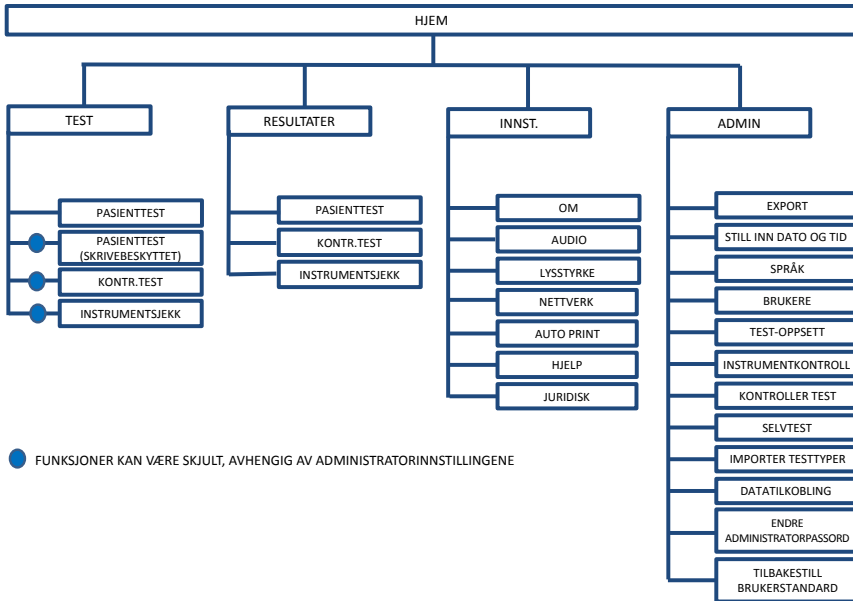 HJEM
TEST
RESULTATER
INNST.
ADMIN
PASIENTTEST
PASIENTTEST
(SKRIVEBESKYTTET)
KONTR.TEST
INSTRUMENTSJEKK
PASIENTTEST
KONTR.TEST
INSTRUMENTSJEKK
OM
AUDIO
LYSSTYRKE
NETTVERK
AUTO PRINT
HJELP
JURIDISK
EXPORT
STILL INN DATO OG TID
SPRÅK
BRUKERE
TEST-OPPSETT
INSTRUMENTKONTROLL
KONTROLLER TEST
SELVTEST
IMPORTER TESTTYPER
DATATILKOBLING
ENDRE
ADMINISTRATORPASSORD
TILBAKESTILL
BRUKERSTANDARD
FUNKSJONER KAN VÆRE SKJULT, AVHENGIG AV ADMINISTRATORINNSTILLINGENE